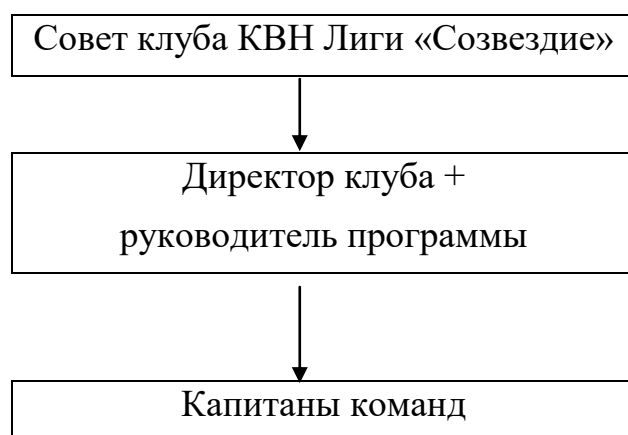 Совет клуба КВН Лиги «Созвездие»
Директор клуба +
руководитель программы
Капитаны команд